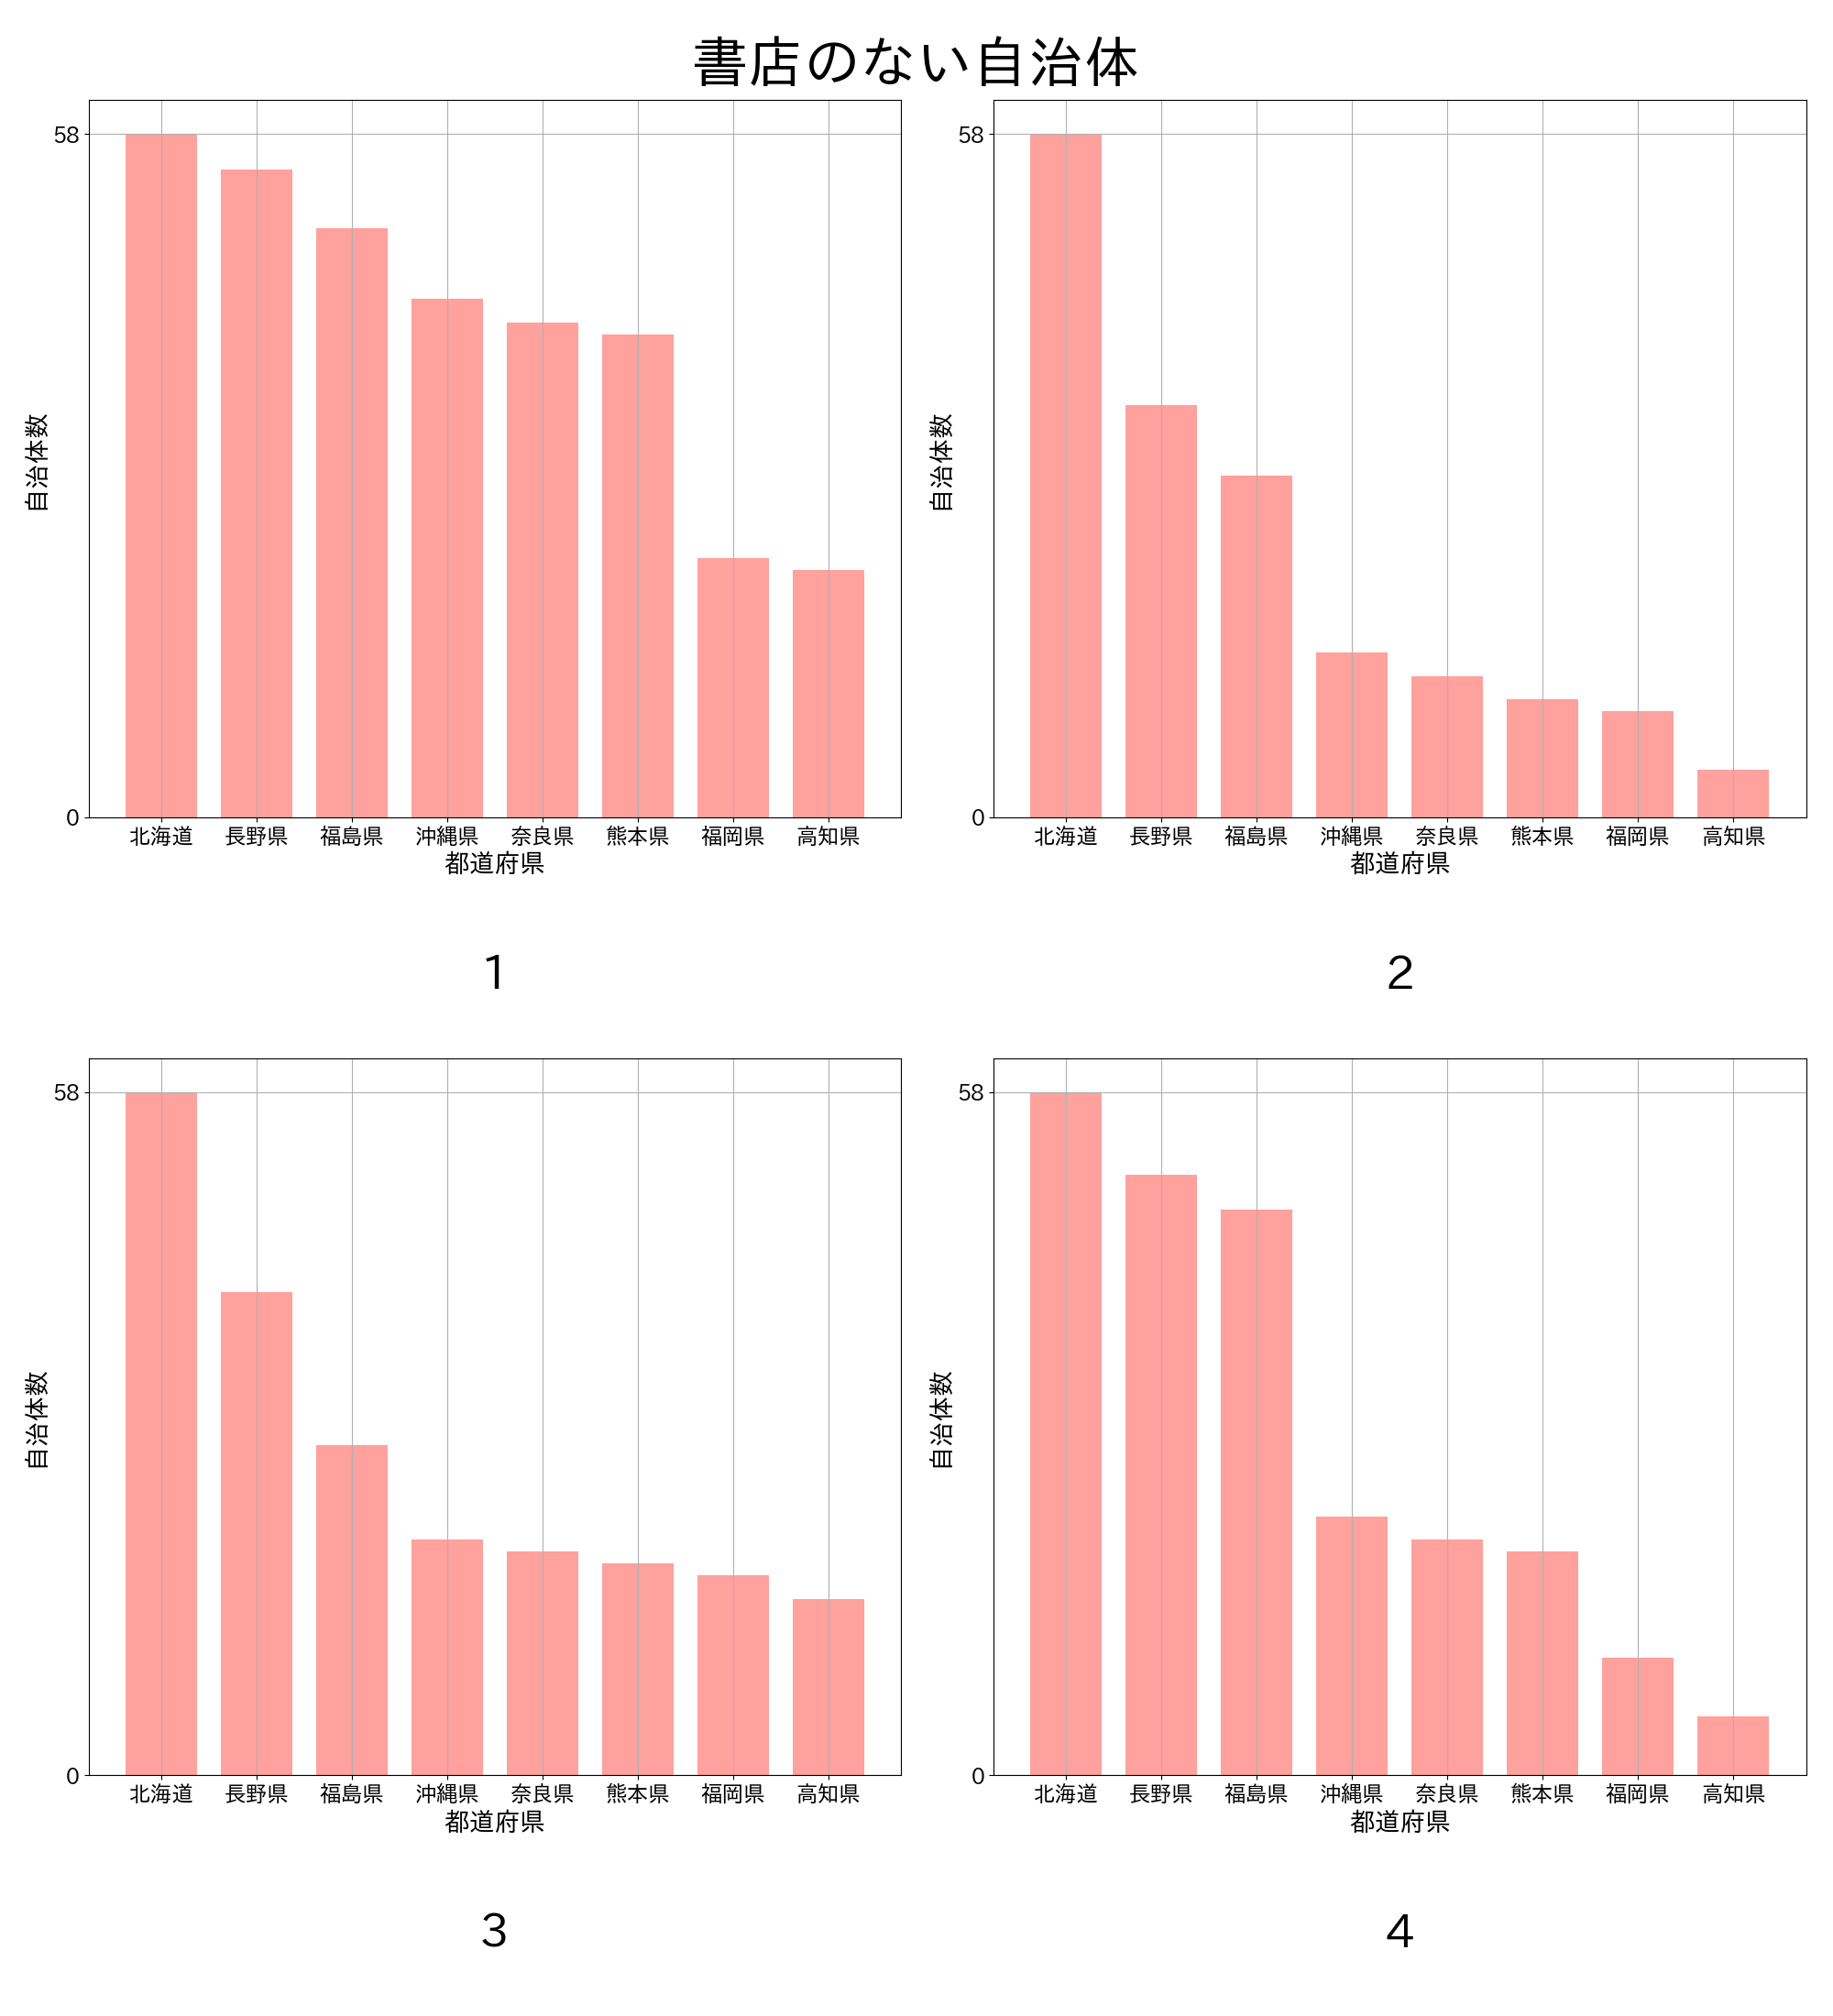 書店のない自治体
58
0
自治体数
北海道 長野県 福島県 沖縄県 奈良県 熊本県 福岡県 高知県
都道府県
1
58
0
自治体数
北海道 長野県 福島県 沖縄県 奈良県 熊本県 福岡県 高知県
都道府県
2
58
0
自治体数
北海道 長野県 福島県 沖縄県 奈良県 熊本県 福岡県 高知県
都道府県
3
58
0
自治体数
北海道 長野県 福島県 沖縄県 奈良県 熊本県 福岡県 高知県
都道府県
4